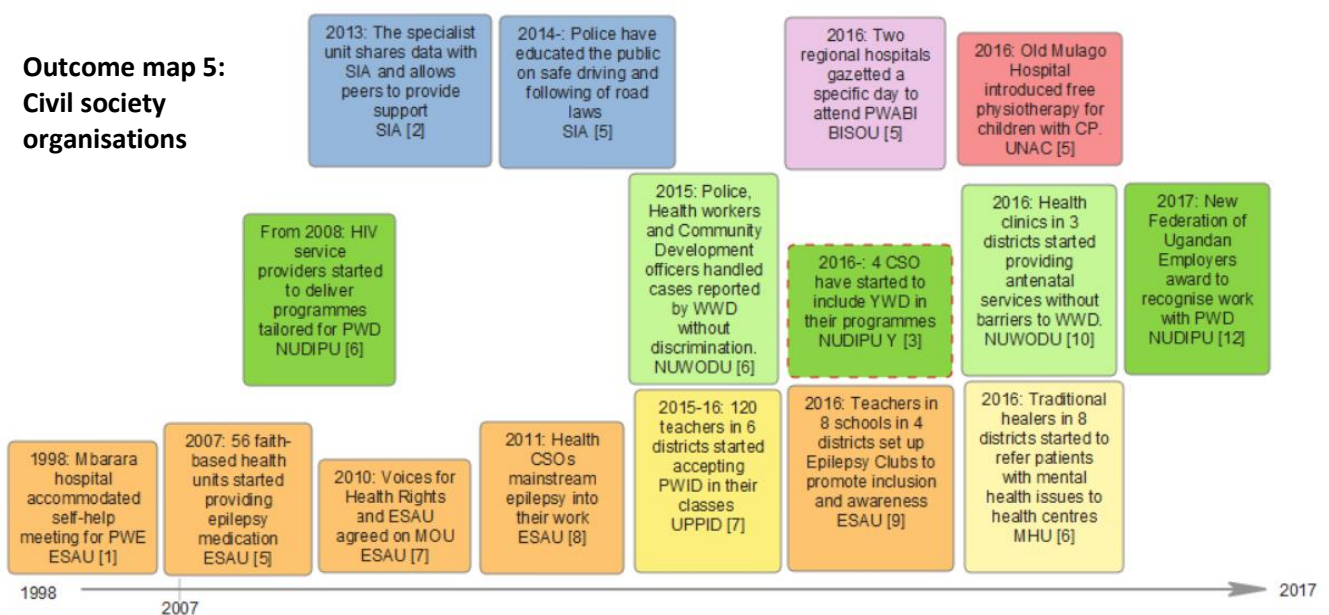 Outcome map 5:
Civil society
organisations
2013: The specialist
unit shares data with
SIA and allows
peers to provide
support
SIA [2]
2014-: Police have
educated the public
on safe driving and
following of road
laws
SIA [5]
2016: Two
regional hospitals
gazetted a
specific day to
attend PWABI
BISOU [5]
2016: Old Mulago
Hospital
introduced free
physiotherapy for
children with CP.
UNAC [5]
From 2008: HIV
service
providers started
to deliver
programmes
tailored for PWD
NUDIPU [6]
2015: Police,
Health workers
and Community
Development
officers handled
cases reported
by WWD
without
discrimination.
NUWODU [6]
2016-: 4 CSO
have started to
include YWD in
their programmes
NUDIPU Y [3]
2016: Health
clinics in 3
districts started
providing
antenatal
services without
barriers to WWD.
NUWODU [10]
2017: New
Federation of
Ugandan
Employers
award to
recognise work
with PWD
NUDIPU [12]
1998: Mbarara
hospital
accommodated
self-help
meeting for PWE
ESAU [1]
2007: 56 faith-
based health
units started
providing
epilepsy
medication
ESAU [5]
2010: Voices for
Health Rights
and ESAU
agreed on MOU
ESAU [7]
2011: Health
CSOs
mainstream
epilepsy into
their work
ESAU [8]
2015-16: 120
teachers in 6
districts started
accepting
PWID in their
classes
UPPID [7]
2016: Teachers in
8 schools in 4
districts set up
Epilepsy Clubs to
promote inclusion
and awareness
ESAU [9]
2016: Traditional
healers in 8
districts started to
refer patients
with mental
health issues to
health centres
MHU [6]
1998
2007
2017